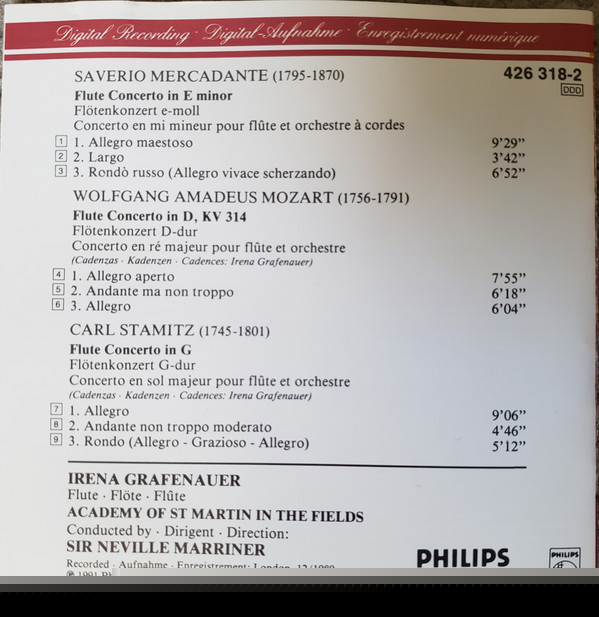 Digital Recording · Digital-Aufnahme · Enregistrement numérique
SAVERIO MERCADANTE (1795-1870)
426 318-2
DDD
Flute Concerto in E minor
Flötenkonzert e-moll
Concerto en mi mineur pour flûte et orchestre à cordes
1 1. Allegro maestoso 9'29"
2 2. Largo 3'42"
3 3. Rondò russo (Allegro vivace scherzando) 6'52"
WOLFGANG AMADEUS MOZART (1756-1791)
Flute Concerto in D, KV 314
Flötenkonzert D-dur
Concerto en ré majeur pour flûte et orchestre
(Cadenzas · Kadenzen · Cadences: Irena Grafenauer)
4 1. Allegro aperto 7'55"
5 2. Andante ma non troppo 6'18"
6 3. Allegro 6'04"
CARL STAMITZ (1745-1801)
Flute Concerto in G
Flötenkonzert G-dur
Concerto en sol majeur pour flûte et orchestre
(Cadenzas · Kadenzen · Cadences: Irena Grafenauer)
7 1. Allegro 9'06"
8 2. Andante non troppo moderato 4'46"
9 3. Rondo (Allegro - Grazioso - Allegro) 5'12"
IRENA GRAFENAUER
Flute · Flöte · Flûte
ACADEMY OF ST MARTIN IN THE FIELDS
Conducted by · Dirigent · Direction:
SIR NEVILLE MARRINER
PHILIPS
PHILIPS
Recorded · Aufnahme · Enregistrement: London, 12/1989
℗ 1991